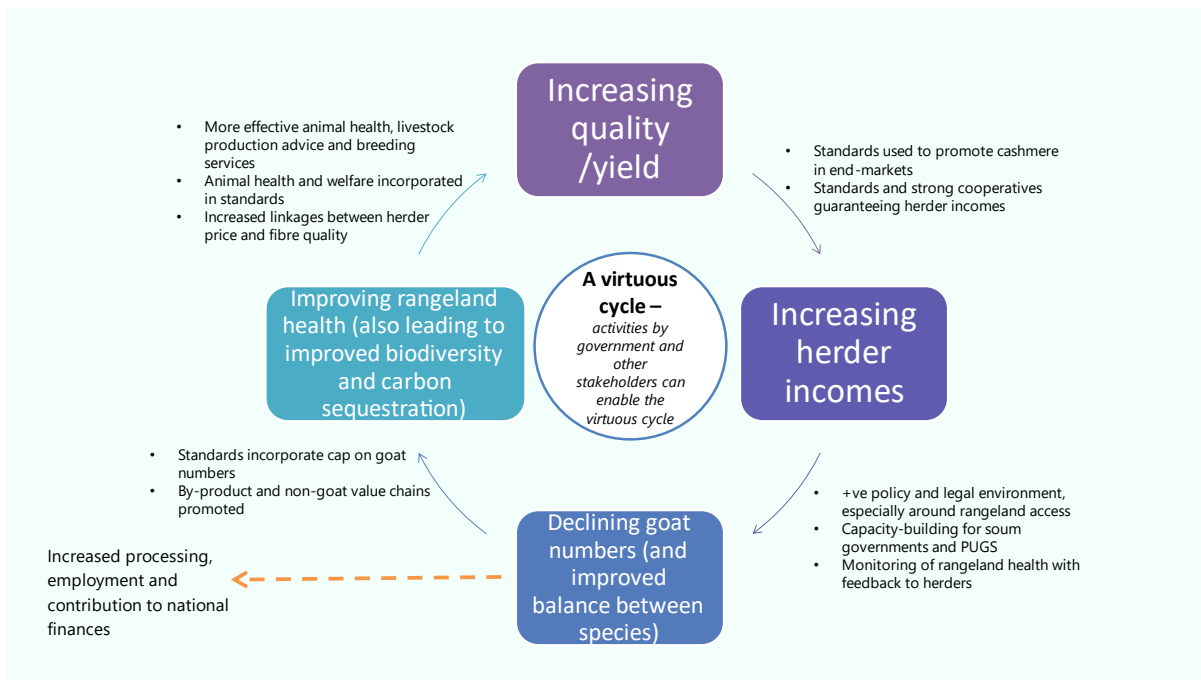 Increasing
quality
/yield
• More effective animal health, livestock
production advice and breeding
services
• Animal health and welfare incorporated
in standards
• Increased linkages between herder
price and fibre quality
• Standards used to promote cashmere
in end-markets
• Standards and strong cooperatives
guaranteeing herder incomes
Improving rangeland
health (also leading to
improved biodiversity
and carbon
sequestration)
A virtuous
cycle –
activities by
government and
other
stakeholders can
enable the
virtuous cycle
Increasing
herder
incomes
• Standards incorporate cap on goat
numbers
• By-product and non-goat value chains
promoted
• +ve policy and legal environment,
especially around rangeland access
• Capacity-building for soum
governments and PUGS
• Monitoring of rangeland health with
feedback to herders
Declining goat
numbers (and
improved
balance between
species)
Increased processing,
employment and
contribution to national
finances